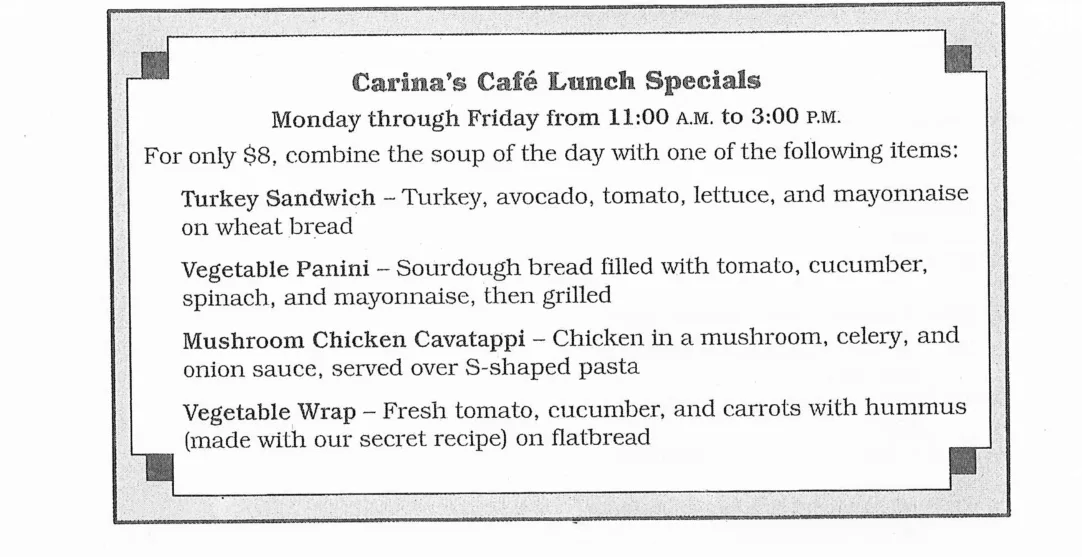 Carina's Café Lunch Specials
Monday through Friday from 11:00 A.M. to 3:00 P.M.
For only $8, combine the soup of the day with one of the following items:
Turkey Sandwich – Turkey, avocado, tomato, lettuce, and mayonnaise
on wheat bread
Vegetable Panini – Sourdough bread filled with tomato, cucumber,
spinach, and mayonnaise, then grilled
Mushroom Chicken Cavatappi – Chicken in a mushroom, celery, and
onion sauce, served over S-shaped pasta
Vegetable Wrap – Fresh tomato, cucumber, and carrots with hummus
(made with our secret recipe) on flatbread